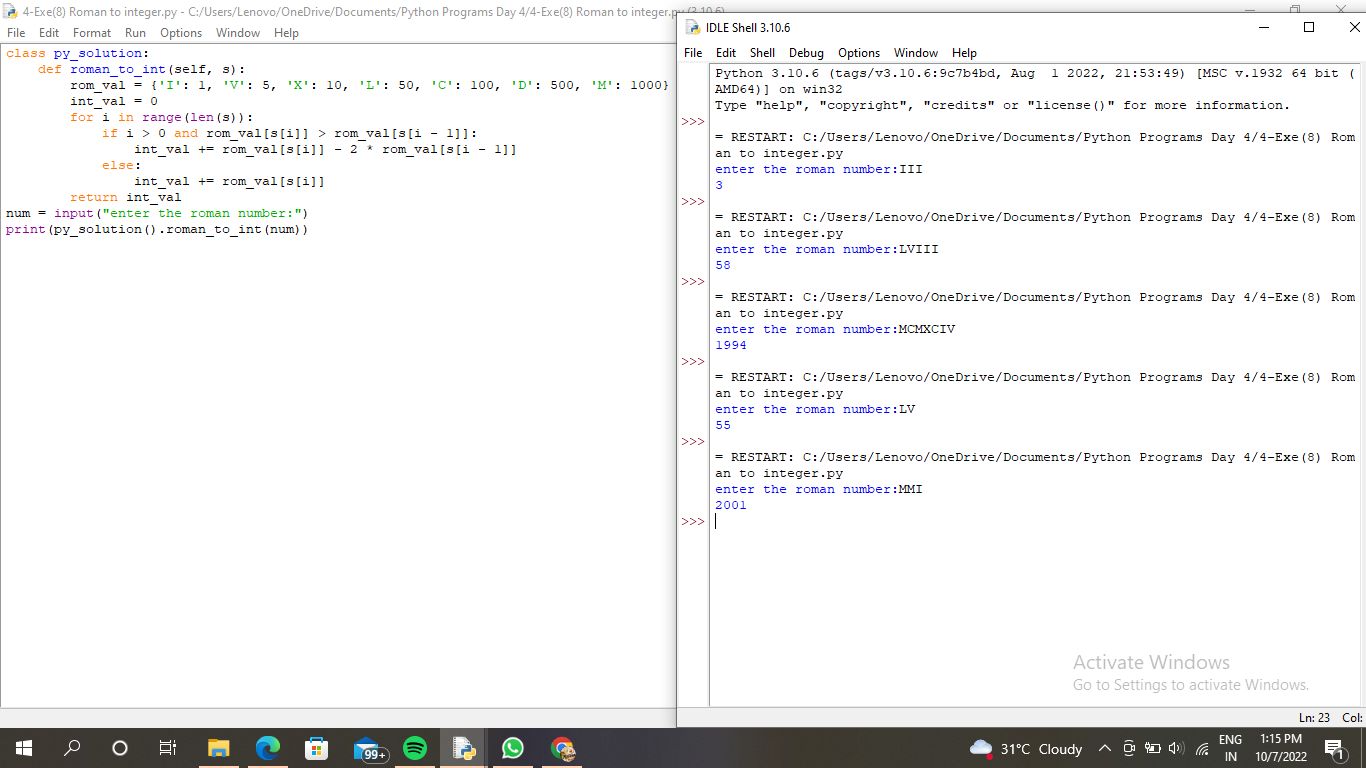 4-Exe(8) Roman to integer.py - C:/Users/Lenovo/OneDrive/Documents/Python Programs Day 4/4-Exe(8) Roman to integer.py (3.10.6)
File Edit Format Run Options Window Help
class py_solution:
    def roman_to_int(self, s):
        rom_val = {'I': 1, 'V': 5, 'X': 10, 'L': 50, 'C': 100, 'D': 500, 'M': 1000}
        int_val = 0
        for i in range(len(s)):
            if i > 0 and rom_val[s[i]] > rom_val[s[i - 1]]:
                int_val += rom_val[s[i]] - 2 * rom_val[s[i - 1]]
            else:
                int_val += rom_val[s[i]]
        return int_val
num = input("enter the roman number:")
print(py_solution().roman_to_int(num))
IDLE Shell 3.10.6
File Edit Shell Debug Options Window Help
Python 3.10.6 (tags/v3.10.6:9c7b4bd, Aug  1 2022, 21:53:49) [MSC v.1932 64 bit (
AMD64)] on win32
Type "help", "copyright", "credits" or "license()" for more information.
>>>
= RESTART: C:/Users/Lenovo/OneDrive/Documents/Python Programs Day 4/4-Exe(8) Rom
an to integer.py
enter the roman number:III
3
>>>
= RESTART: C:/Users/Lenovo/OneDrive/Documents/Python Programs Day 4/4-Exe(8) Rom
an to integer.py
enter the roman number:LVIII
58
>>>
= RESTART: C:/Users/Lenovo/OneDrive/Documents/Python Programs Day 4/4-Exe(8) Rom
an to integer.py
enter the roman number:MCMXCIV
1994
>>>
= RESTART: C:/Users/Lenovo/OneDrive/Documents/Python Programs Day 4/4-Exe(8) Rom
an to integer.py
enter the roman number:LV
55
>>>
= RESTART: C:/Users/Lenovo/OneDrive/Documents/Python Programs Day 4/4-Exe(8) Rom
an to integer.py
enter the roman number:MMI
2001
>>>
Activate Windows
Go to Settings to activate Windows.
Ln: 23 Col:
99+
31°C Cloudy
ENG
IN
1:15 PM
10/7/2022
1